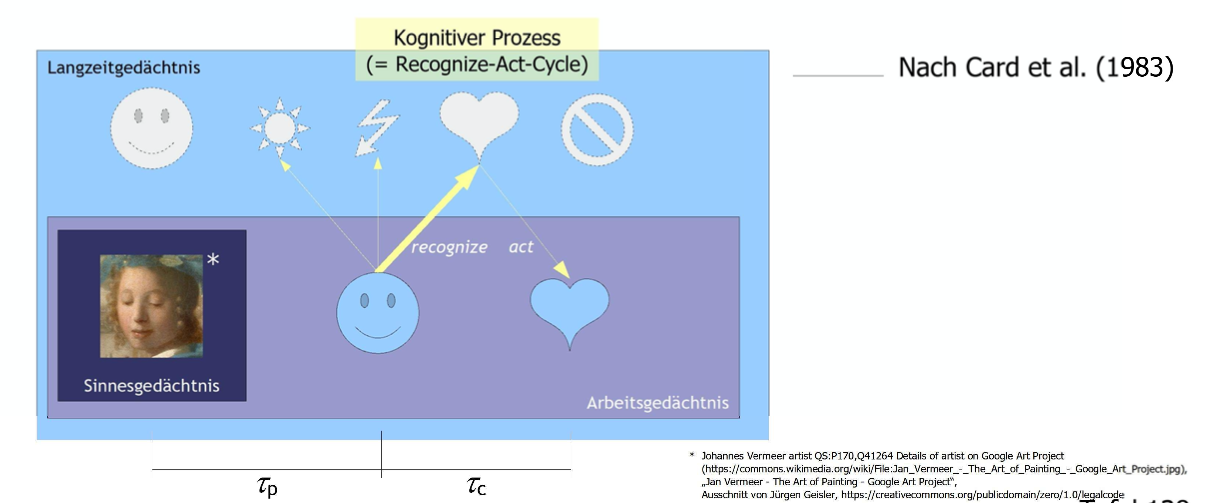 Kognitiver Prozess
(= Recognize-Act-Cycle)
Langzeitgedächtnis
Nach Card et al. (1983)
recognize act
*
Sinnesgedächtnis
Arbeitsgedächtnis
τp
τc
* Johannes Vermeer artist QS:P170,Q41264 Details of artist on Google Art Project
(https://commons.wikimedia.org/wiki/File:Jan_Vermeer_-_The_Art_of_Painting_-_Google_Art_Project.jpg),
„Jan Vermeer - The Art of Painting - Google Art Project“,
Ausschnitt von Jürgen Geisler, https://creativecommons.org/publicdomain/zero/1.0/legalcode